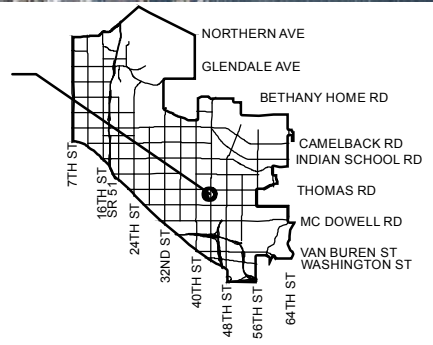 NORTHERN AVE
GLENDALE AVE
BETHANY HOME RD
CAMELBACK RD
INDIAN SCHOOL RD
THOMAS RD
MC DOWELL RD
VAN BUREN ST
WASHINGTON ST
7TH ST
16TH ST
SR 51
24TH ST
32ND ST
40TH ST
48TH ST
56TH ST
64TH ST